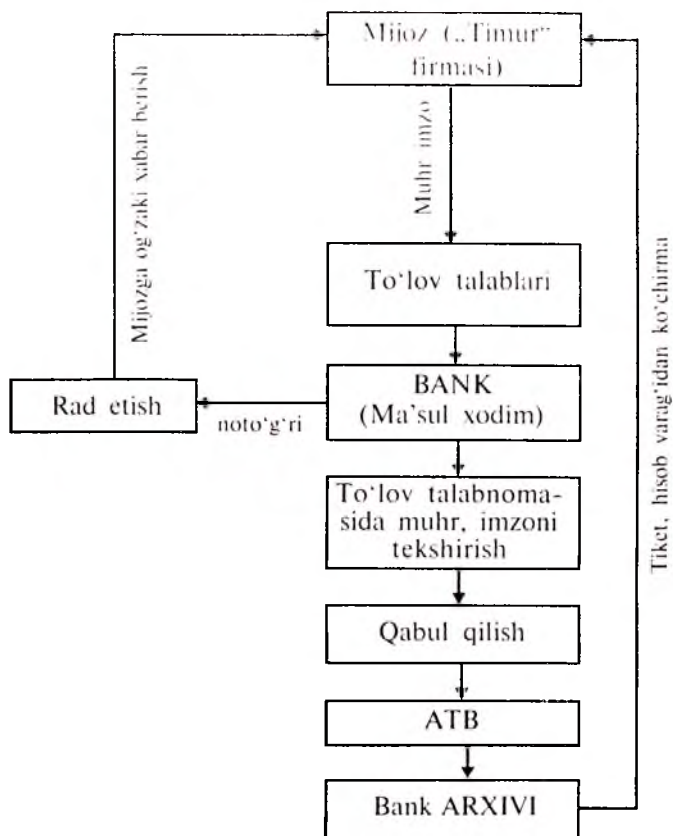 Mijoz („Timur“
firmasi)
Mijozga og‘zaki xabar berish
Muhr imzo
To‘lov talablari
Rad etish
noto‘g‘ri
BANK
(Ma'sul xodim)
To‘lov talabnoma-
sida muhr, imzoni
tekshirish
Qabul qilish
ATB
Bank ARXIVI
Tiket, hisob varag‘idan ko‘chirma